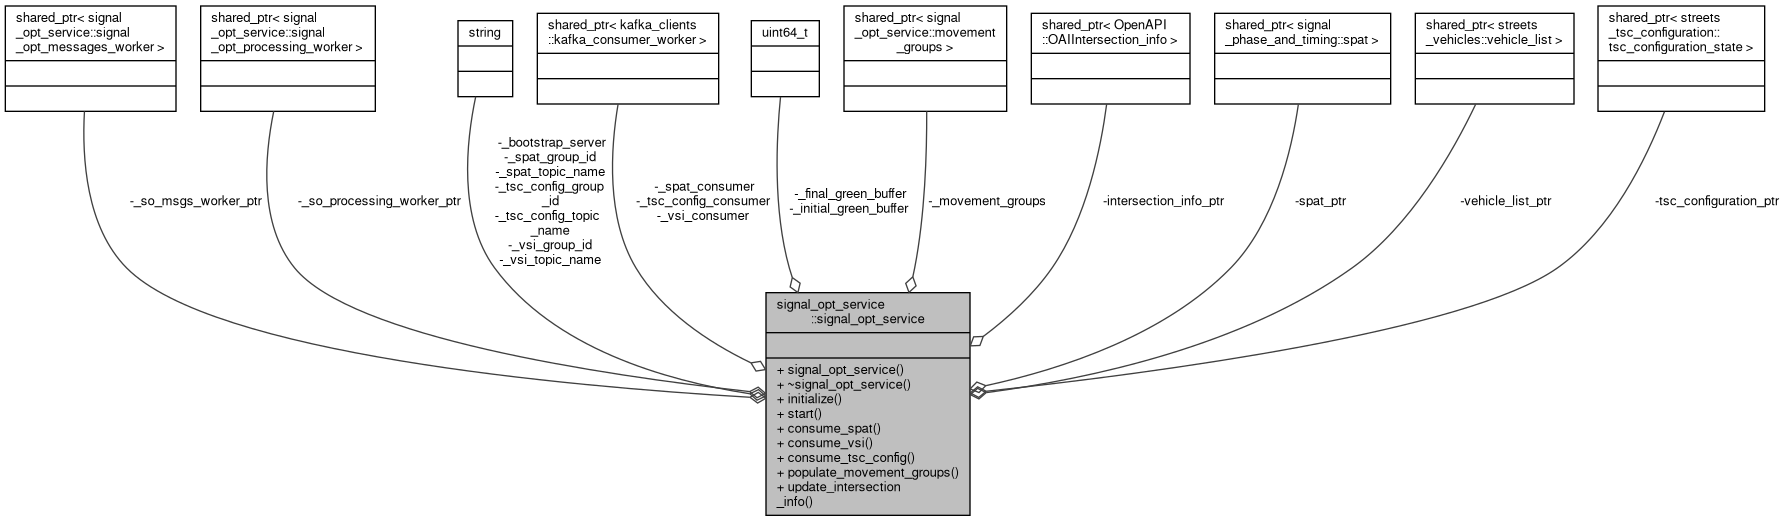 shared_ptr< signal
_opt_service::signal
_opt_messages_worker >
shared_ptr< signal
_opt_service::signal
_opt_processing_worker >
string
shared_ptr< kafka_clients
::kafka_consumer_worker >
uint64_t
shared_ptr< signal
_opt_service::movement
_groups >
shared_ptr< OpenAPI
::OAIIntersection_info >
shared_ptr< signal
_phase_and_timing::spat >
shared_ptr< streets
_vehicles::vehicle_list >
shared_ptr< streets
_tsc_configuration::
tsc_configuration_state >
-_so_msgs_worker_ptr
-_so_processing_worker_ptr
-_bootstrap_server
-_spat_group_id
-_spat_topic_name
-_tsc_config_group
_id
-_tsc_config_topic
_name
-_vsi_group_id
-_vsi_topic_name
-_spat_consumer
-_tsc_config_consumer
-_vsi_consumer
-_final_green_buffer
-_initial_green_buffer
-_movement_groups
-intersection_info_ptr
-spat_ptr
-vehicle_list_ptr
-tsc_configuration_ptr
signal_opt_service
::signal_opt_service
+ signal_opt_service()
+ ~signal_opt_service()
+ initialize()
+ start()
+ consume_spat()
+ consume_vsi()
+ consume_tsc_config()
+ populate_movement_groups()
+ update_intersection
_info()